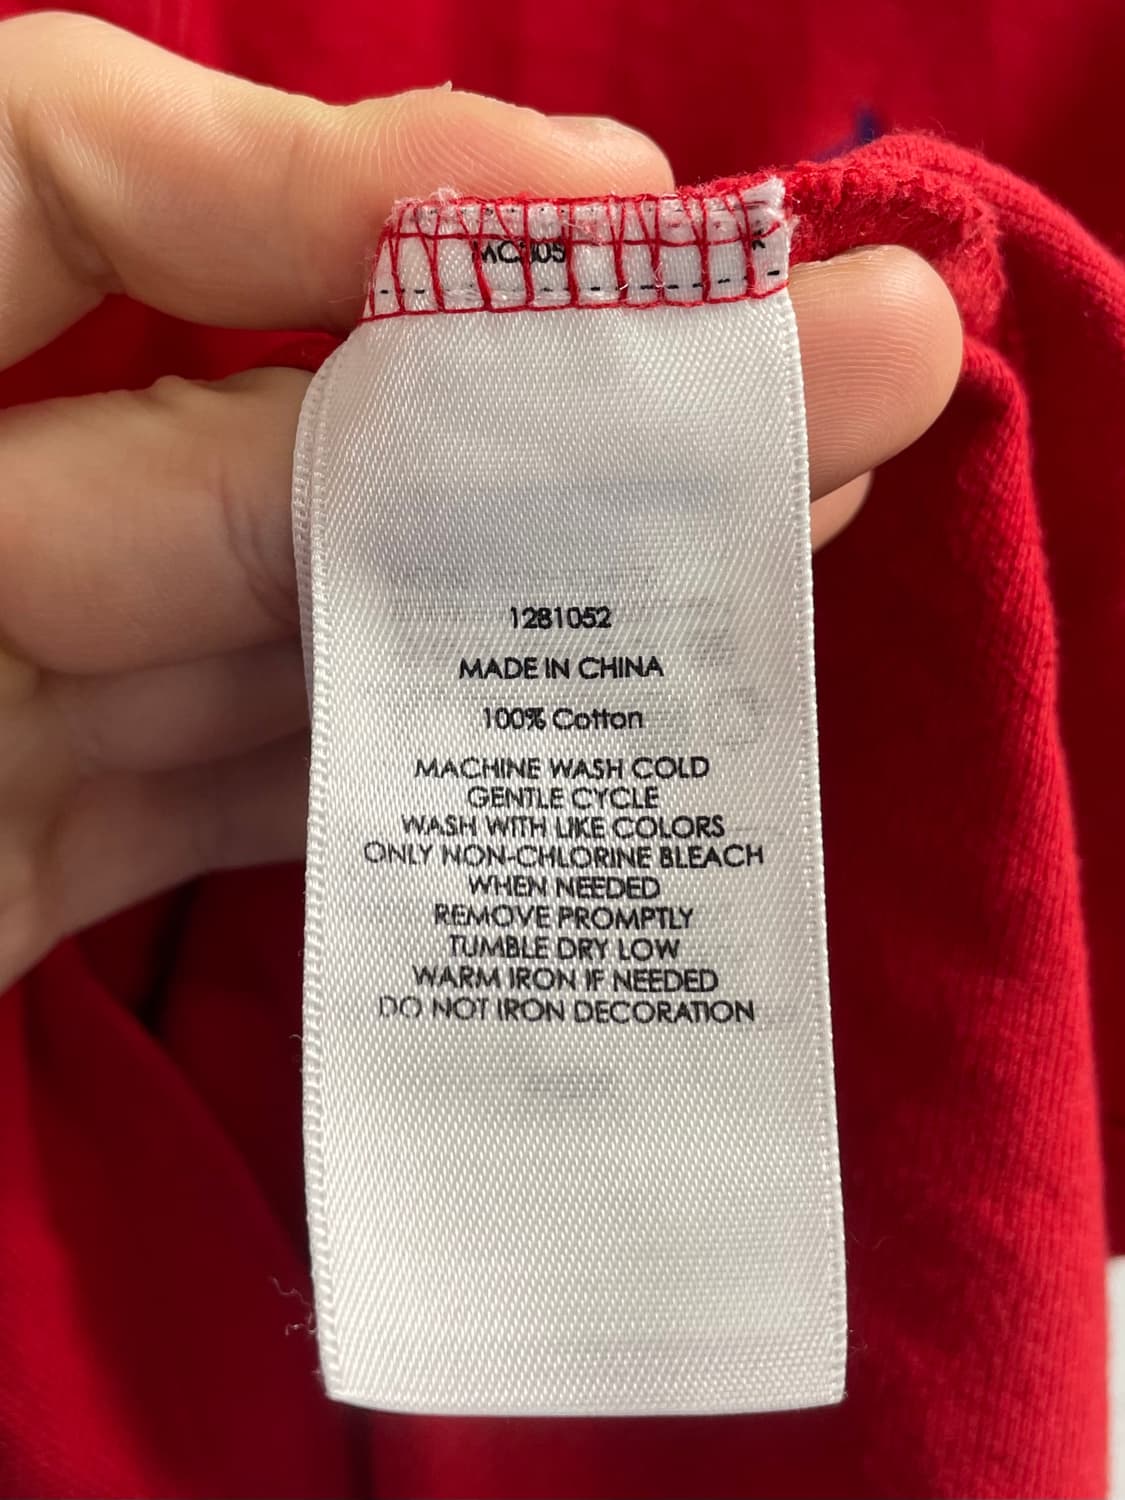 1281052
MADE IN CHINA
100% Cotton
MACHINE WASH COLD
GENTLE CYCLE
WASH WITH LIKE COLORS
ONLY NON-CHLORINE BLEACH
WHEN NEEDED
REMOVE PROMPTLY
TUMBLE DRY LOW
WARM IRON IF NEEDED
DO NOT IRON DECORATION